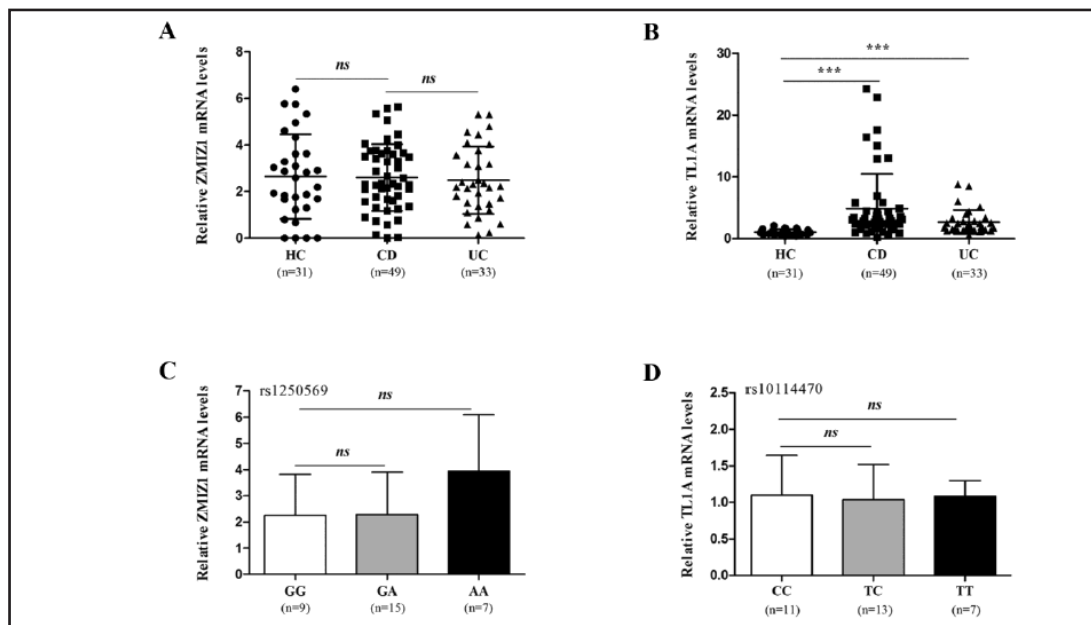 A
Relative ZMIZ1 mRNA levels
8
6
4
2
0
ns
ns
HC
CD
UC
(n=31)
(n=49)
(n=33)
B
Relative TL1A mRNA levels
30
20
10
0
***
***
HC
CD
UC
(n=31)
(n=49)
(n=33)
C
rs1250569
Relative ZMIZ1 mRNA levels
7
6
5
4
3
2
1
0
ns
ns
GG
GA
AA
(n=9)
(n=15)
(n=7)
D
rs10114470
Relative TL1A mRNA levels
2.5
2.0
1.5
1.0
0.5
0.0
ns
ns
CC
TC
TT
(n=11)
(n=13)
(n=7)